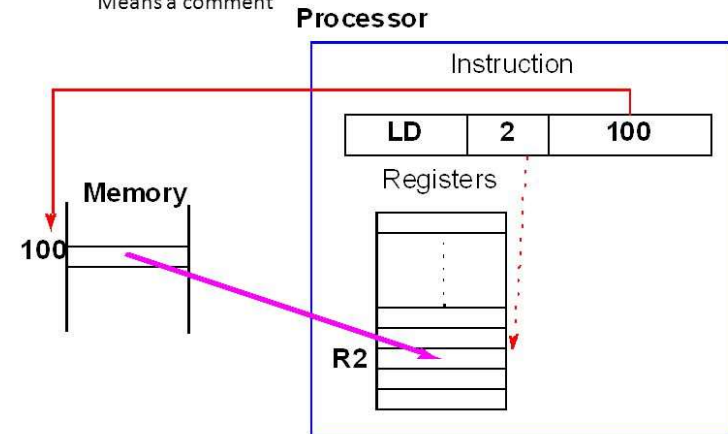 Means a comment
Processor
Instruction
LD 2 100
Registers
Memory
100
R2